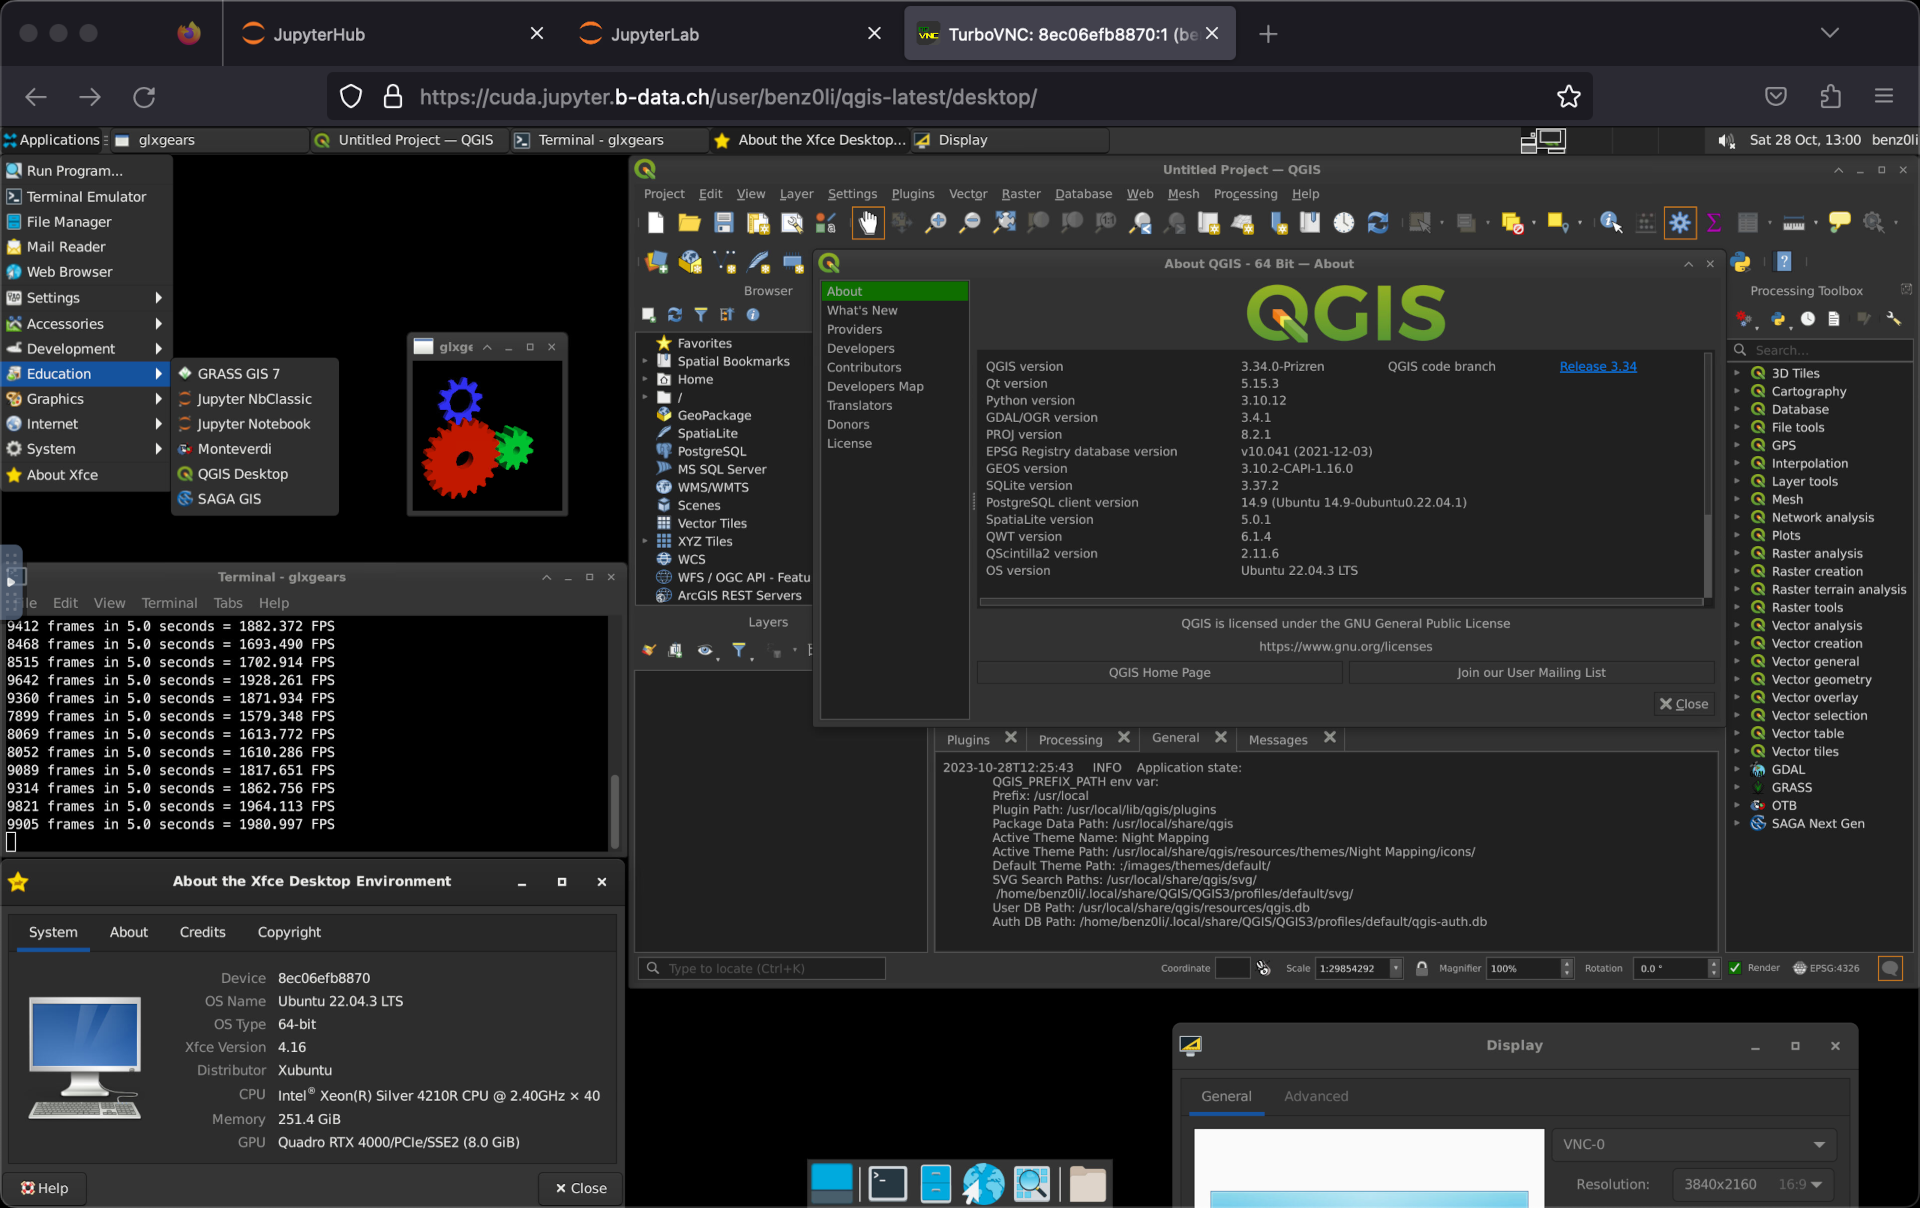 JupyterHub
JupyterLab
TurboVNC: 8ec06efb8870:1 (be
https://cuda.jupyter.b-data.ch/user/benz0li/qgis-latest/desktop/
Applications
glxgears
Untitled Project — QGIS
Terminal - glxgears
About the Xfce Desktop...
Display
Sat 28 Oct, 13:00
benz0li
Run Program...
Terminal Emulator
File Manager
Mail Reader
Web Browser
Settings
Accessories
Development
Education
Graphics
Internet
System
About Xfce
GRASS GIS 7
Jupyter NbClassic
Jupyter Notebook
Monteverdi
QGIS Desktop
SAGA GIS
glxge
Terminal - glxgears
le Edit View Terminal Tabs Help
9412 frames in 5.0 seconds = 1882.372 FPS
8468 frames in 5.0 seconds = 1693.490 FPS
8515 frames in 5.0 seconds = 1702.914 FPS
9642 frames in 5.0 seconds = 1928.261 FPS
9360 frames in 5.0 seconds = 1871.934 FPS
7899 frames in 5.0 seconds = 1579.348 FPS
8069 frames in 5.0 seconds = 1613.772 FPS
8052 frames in 5.0 seconds = 1610.286 FPS
9089 frames in 5.0 seconds = 1817.651 FPS
9314 frames in 5.0 seconds = 1862.756 FPS
9821 frames in 5.0 seconds = 1964.113 FPS
9905 frames in 5.0 seconds = 1980.997 FPS
About the Xfce Desktop Environment
System About Credits Copyright
Device 8ec06efb8870
OS Name Ubuntu 22.04.3 LTS
OS Type 64-bit
Xfce Version 4.16
Distributor Xubuntu
CPU Intel® Xeon(R) Silver 4210R CPU @ 2.40GHz × 40
Memory 251.4 GiB
GPU Quadro RTX 4000/PCIe/SSE2 (8.0 GiB)
Help
Close
Untitled Project — QGIS
Project Edit View Layer Settings Plugins Vector Raster Database Web Mesh Processing Help
Browser
Favorites
Spatial Bookmarks
Home
/
GeoPackage
SpatiaLite
PostgreSQL
MS SQL Server
WMS/WMTS
Scenes
Vector Tiles
XYZ Tiles
WCS
WFS / OGC API - Featu
ArcGIS REST Servers
Layers
About QGIS - 64 Bit — About
About
What's New
Providers
Developers
Contributors
Developers Map
Translators
Donors
License
QGIS
QGIS version 3.34.0-Prizren QGIS code branch Release 3.34
Qt version 5.15.3
Python version 3.10.12
GDAL/OGR version 3.4.1
PROJ version 8.2.1
EPSG Registry database version v10.041 (2021-12-03)
GEOS version 3.10.2-CAPI-1.16.0
SQLite version 3.37.2
PostgreSQL client version 14.9 (Ubuntu 14.9-0ubuntu0.22.04.1)
SpatiaLite version 5.0.1
QWT version 6.1.4
QScintilla2 version 2.11.6
OS version Ubuntu 22.04.3 LTS
QGIS is licensed under the GNU General Public License
https://www.gnu.org/licenses
QGIS Home Page
Join our User Mailing List
Close
Plugins Processing General Messages
2023-10-28T12:25:43 INFO Application state:
QGIS_PREFIX_PATH env var:
Prefix: /usr/local
Plugin Path: /usr/local/lib/qgis/plugins
Package Data Path: /usr/local/share/qgis
Active Theme Name: Night Mapping
Active Theme Path: /usr/local/share/qgis/resources/themes/Night Mapping/icons/
Default Theme Path: :/images/themes/default/
SVG Search Paths: /usr/local/share/qgis/svg/
/home/benz0li/.local/share/QGIS/QGIS3/profiles/default/svg/
User DB Path: /usr/local/share/qgis/resources/qgis.db
Auth DB Path: /home/benz0li/.local/share/QGIS/QGIS3/profiles/default/qgis-auth.db
Processing Toolbox
Search...
3D Tiles
Cartography
Database
File tools
GPS
Interpolation
Layer tools
Mesh
Network analysis
Plots
Raster analysis
Raster creation
Raster terrain analysis
Raster tools
Vector analysis
Vector creation
Vector general
Vector geometry
Vector overlay
Vector selection
Vector table
Vector tiles
GDAL
GRASS
OTB
SAGA Next Gen
Type to locate (Ctrl+K)
Coordinate
Scale 1:29854292
Magnifier 100%
Rotation 0.0 °
Render
EPSG:4326
Display
General Advanced
VNC-0
Resolution: 3840x2160 16:9